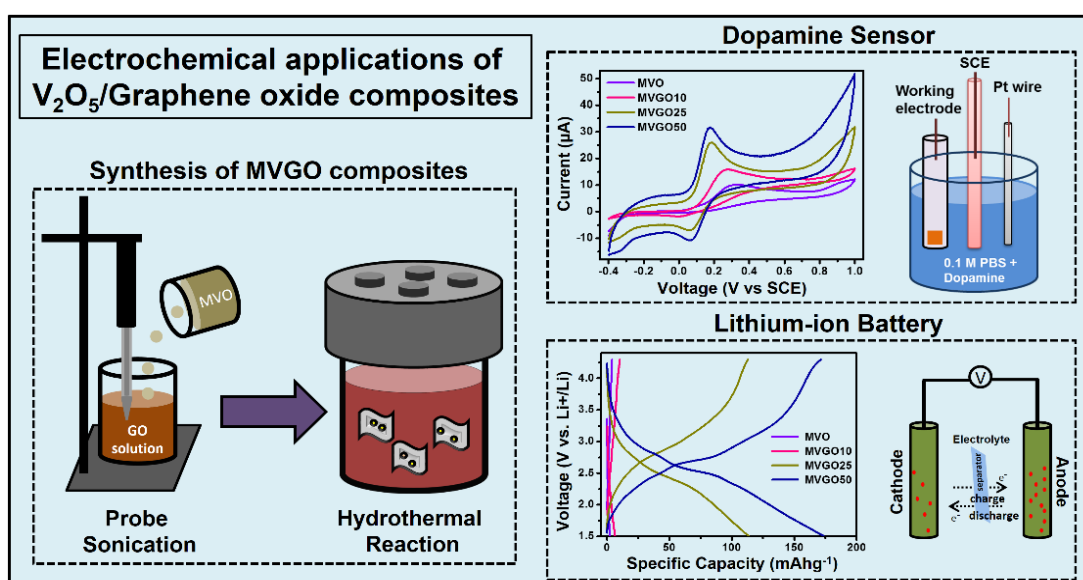 Electrochemical applications of
V₂O₅/Graphene oxide composites
Synthesis of MVGO composites
MVO
GO
solution
Probe
Sonication
Hydrothermal
Reaction
Dopamine Sensor
50
40
30
20
10
0
-10
Current (µA)
MVO
MVGO10
MVGO25
MVGO50
-0.4 -0.2 0.0 0.2 0.4 0.6 0.8 1.0
Voltage (V vs SCE)
SCE
Working
electrode
Pt wire
0.1 M PBS +
Dopamine
Lithium-ion Battery
4.0
3.5
3.0
2.5
2.0
1.5
Voltage (V vs. Li+/Li)
MVO
MVGO10
MVGO25
MVGO50
0 50 100 150 200
Specific Capacity (mAhg⁻¹)
V
Cathode
Electrolyte
separator
e⁻
charge
e⁻
discharge
Anode